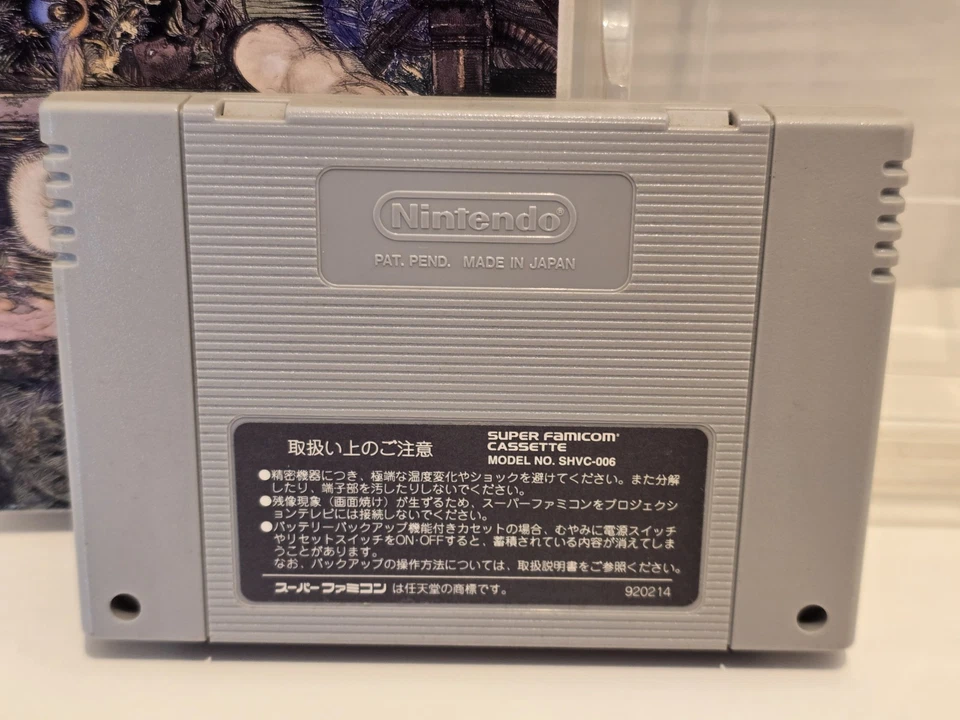 Nintendo®
PAT. PEND. MADE IN JAPAN
取扱い上のご注意
SUPER FAMICOM®
CASSETTE
MODEL NO. SHVC-006
●精密機器につき、極端な温度変化やショックを避けてください。また分解
したり、端子部を汚したりしないでください。
●残像現象（画面焼け）が生ずるため、スーパーファミコンをプロジェクシ
ョンテレビには接続しないでください。
●バッテリーバックアップ機能付きカセットの場合、むやみに電源スイッチ
やリセットスイッチをON・OFFすると、蓄積されている内容が消えてしま
うことがあります。
なお、バックアップの操作方法については、取扱説明書をご参照ください。
スーパーファミコン は任天堂の商標です。
920214